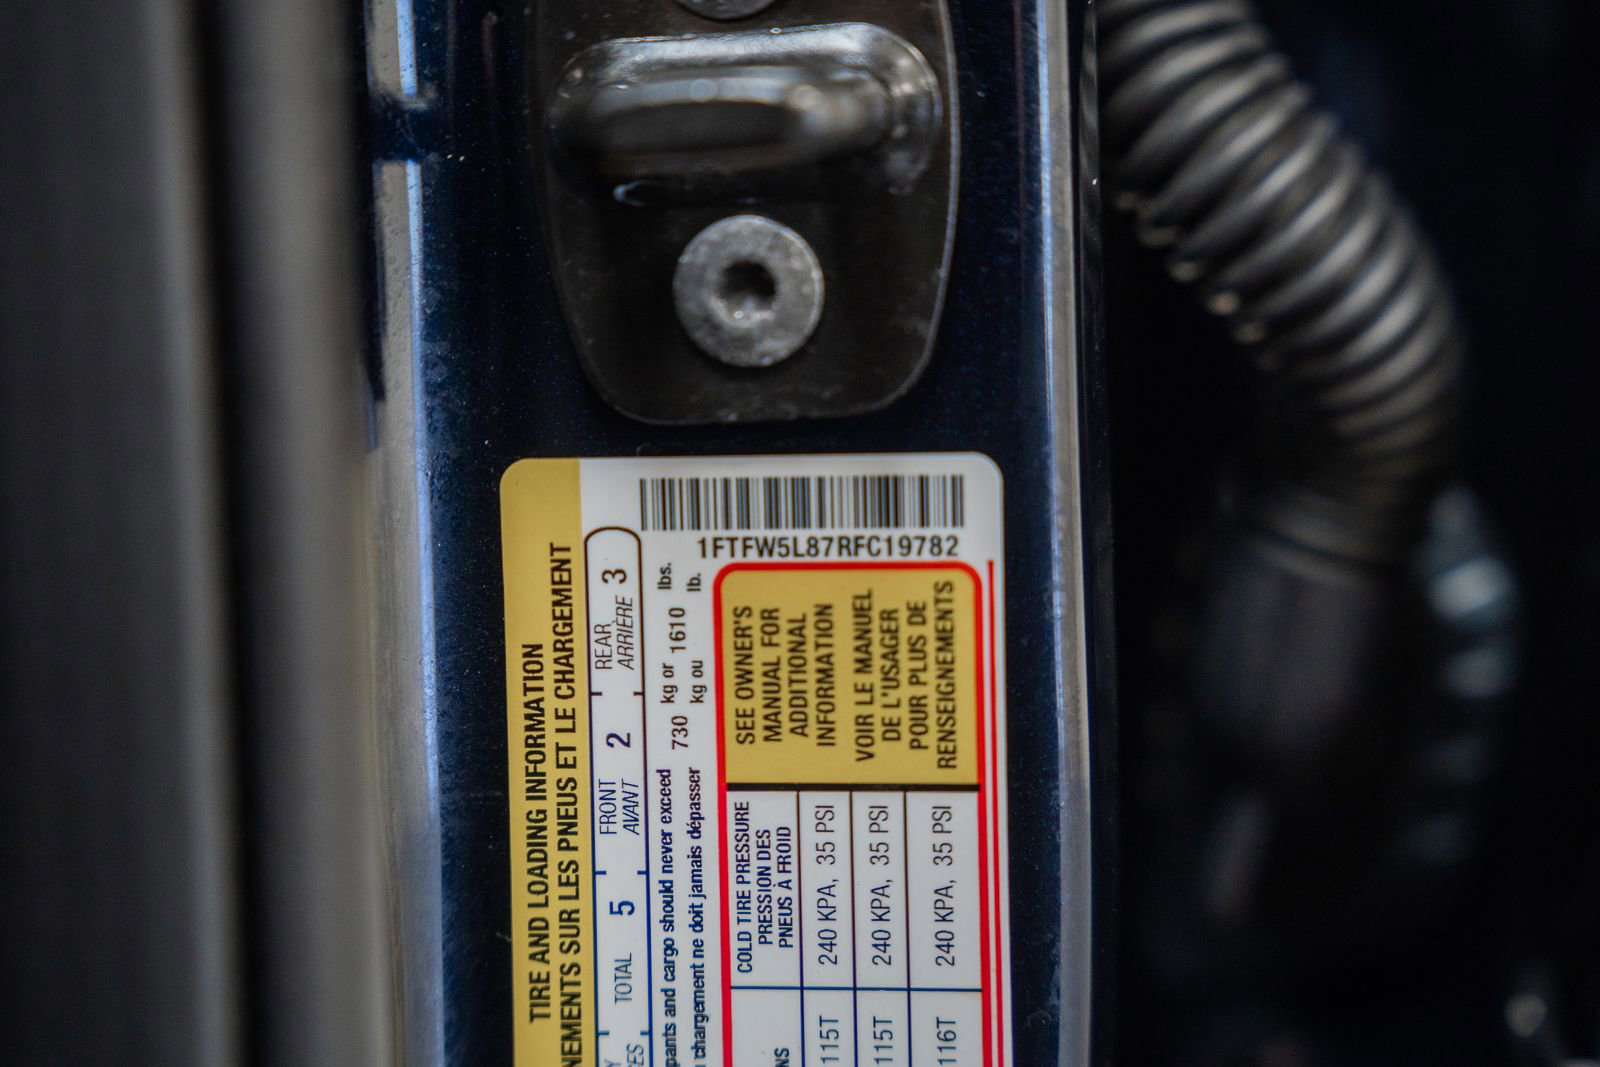 1FTFW5L87RFC19782
TIRE AND LOADING INFORMATION
NEMENTS SUR LES PNEUS ET LE CHARGEMENT
TOTAL 5 FRONT 2 REAR 3
AVANT ARRIÈRE
pants and cargo should never exceed 730 kg or 1610 lbs.
chargement ne doit jamais dépasser kg ou lb.
COLD TIRE PRESSURE
PRESSION DES
PNEUS À FROID
115T 240 KPA, 35 PSI
115T 240 KPA, 35 PSI
116T 240 KPA, 35 PSI
SEE OWNER'S
MANUAL FOR
ADDITIONAL
INFORMATION
VOIR LE MANUEL
DE L'USAGER
POUR PLUS DE
RENSEIGNEMENTS